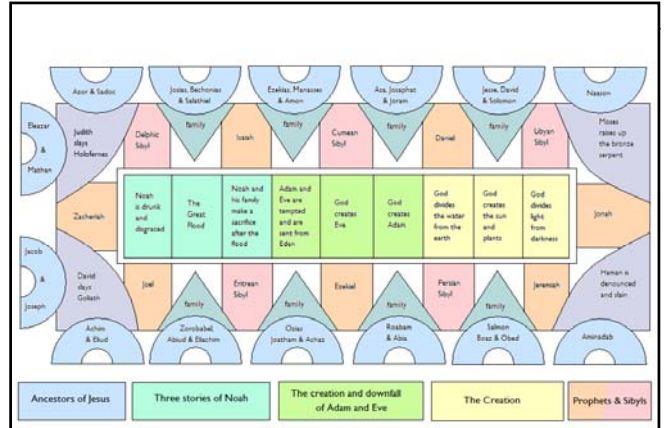 Azor & Sadoc
Josias, Bechonias
& Salathiel
Ezekias, Manasses
& Amon
Asa, Josaphat
& Joram
Jesse, David
& Solomon
Naason
Eleazar
&
Mathan
Judith
slays
Holofernes
Delphic
Sibyl
family
Isaiah
family
Cumean
Sibyl
family
Daniel
family
Libyan
Sibyl
Moses
raises up
the bronze
serpent
Zachariah
Noah
is drunk
and
disgraced
The
Great
Flood
Noah and
his family
make a
sacrifice
after the
flood
Adam and
Eve are
tempted
and are
sent from
Eden
God
creates
Eve
God
creates
Adam
God
divides
the water
from the
earth
God
creates
the sun
and
plants
God
divides
light
from
darkness
Jonah
Jacob
&
Joseph
David
slays
Goliath
Joel
family
Eritrean
Sibyl
family
Ezekiel
family
Persian
Sibyl
family
Jeremiah
Haman is
denounced
and slain
Achim
& Eliud
Zorobabel,
Abiud & Eliachim
Ozias
Joatham & Achaz
Roabam
& Abia
Salmon
Boaz & Obed
Aminadab
Ancestors of Jesus
Three stories of Noah
The creation and downfall
of Adam and Eve
The Creation
Prophets & Sibyls